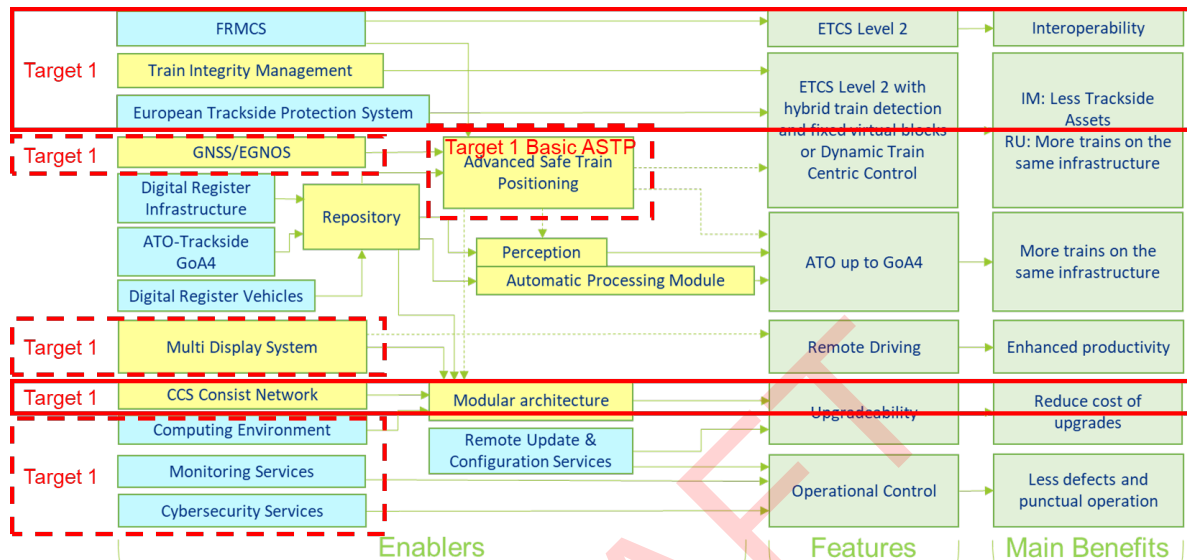 FRMCS
ETCS Level 2
Interoperability
Target 1
Train Integrity Management
European Trackside Protection System
ETCS Level 2 with
hybrid train detection
and fixed virtual blocks
or Dynamic Train
Centric Control
IM: Less Trackside
Assets
RU: More trains on the
same infrastructure
Target 1
GNSS/EGNOS
Target 1 Basic ASTP
Advanced Safe Train
Positioning
Digital Register
Infrastructure
Repository
ATO-Trackside
GoA4
Digital Register Vehicles
Perception
Automatic Processing Module
ATO up to GoA4
More trains on the
same infrastructure
Target 1
Multi Display System
Remote Driving
Enhanced productivity
Target 1
CCS Consist Network
Modular architecture
Upgradeability
Reduce cost of
upgrades
Target 1
Computing Environment
Remote Update &
Configuration Services
Monitoring Services
Cybersecurity Services
Operational Control
Less defects and
punctual operation
Enablers
Features
Main Benefits